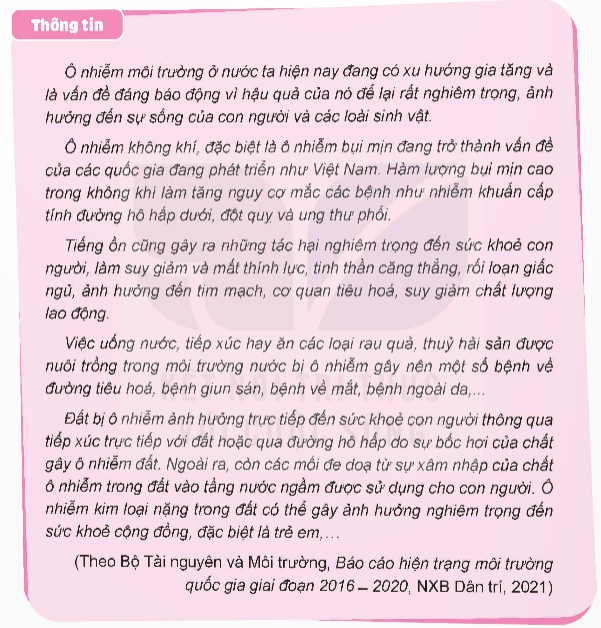 Thông tin
Ô nhiễm môi trường ở nước ta hiện nay đang có xu hướng gia tăng và
là vấn đề đáng báo động vì hậu quả của nó để lại rất nghiêm trọng, ảnh
hưởng đến sự sống của con người và các loài sinh vật.
Ô nhiễm không khí, đặc biệt là ô nhiễm bụi mịn đang trở thành vấn đề
của các quốc gia đang phát triển như Việt Nam. Hàm lượng bụi mịn cao
trong không khí làm tăng nguy cơ mắc các bệnh như nhiễm khuẩn cấp
tính đường hô hấp dưới, đột quỵ và ung thư phổi.
Tiếng ồn cũng gây ra những tác hại nghiêm trọng đến sức khoẻ con
người, làm suy giảm và mất thính lực, tinh thần căng thẳng, rối loạn giấc
ngủ, ảnh hưởng đến tim mạch, cơ quan tiêu hoá, suy giảm chất lượng
lao động.
Việc uống nước, tiếp xúc hay ăn các loại rau quả, thuỷ hải sản được
nuôi trồng trong môi trường nước bị ô nhiễm gây nên một số bệnh về
đường tiêu hoá, bệnh giun sán, bệnh về mắt, bệnh ngoài da,...
Đất bị ô nhiễm ảnh hưởng trực tiếp đến sức khoẻ con người thông qua
tiếp xúc trực tiếp với đất hoặc qua đường hô hấp do sự bốc hơi của chất
gây ô nhiễm đất. Ngoài ra, còn các mối đe doạ từ sự xâm nhập của chất
ô nhiễm trong đất vào tầng nước ngầm được sử dụng cho con người. Ô
nhiễm kim loại nặng trong đất có thể gây ảnh hưởng nghiêm trọng đến
sức khoẻ cộng đồng, đặc biệt là trẻ em,...
(Theo Bộ Tài nguyên và Môi trường, Báo cáo hiện trạng môi trường
quốc gia giai đoạn 2016 – 2020, NXB Dân trí, 2021)